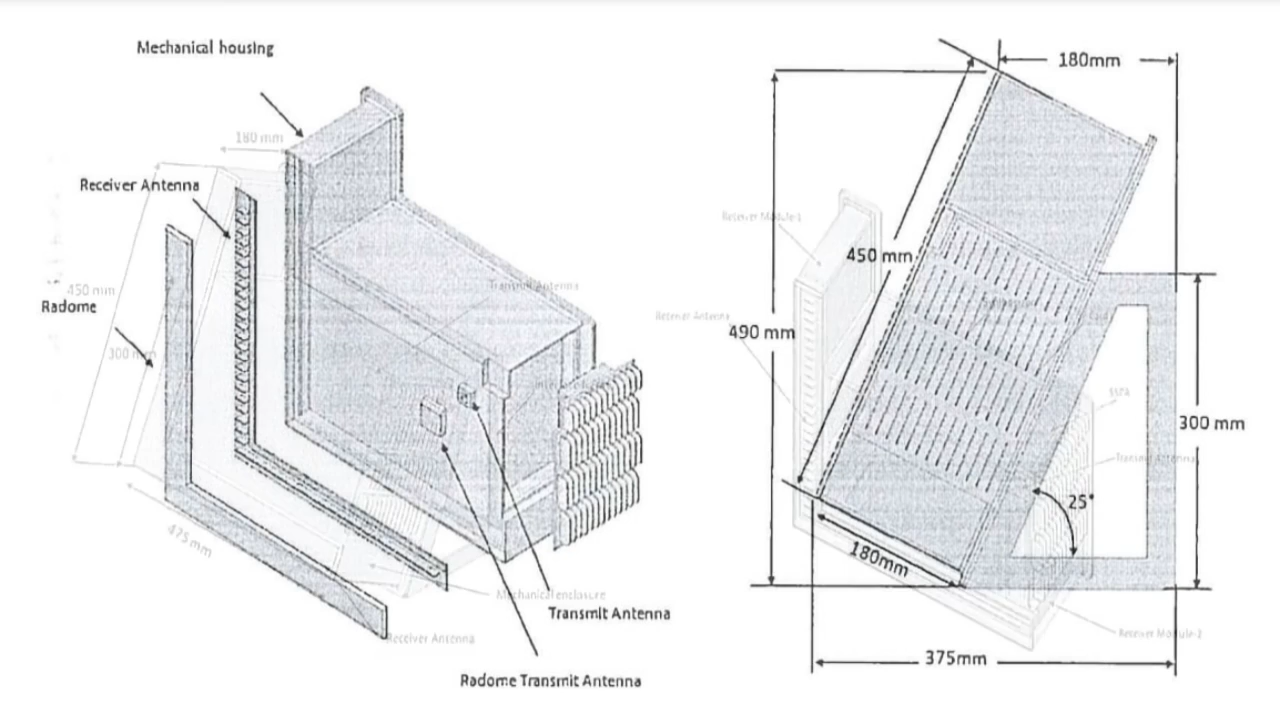 Mechanical housing
180 mm
Receiver Antenna
450 mm
Radome
300 mm
475 mm
Transmit Antenna
Mechanical enclosure
Transmit Antenna
Receiver Antenna
Radome Transmit Antenna
180mm
Receiver Module-1
450 mm
Receiver Antenna
490 mm
SSPA
300 mm
Transmit Antenna
25°
180mm
Receiver Module-2
375mm